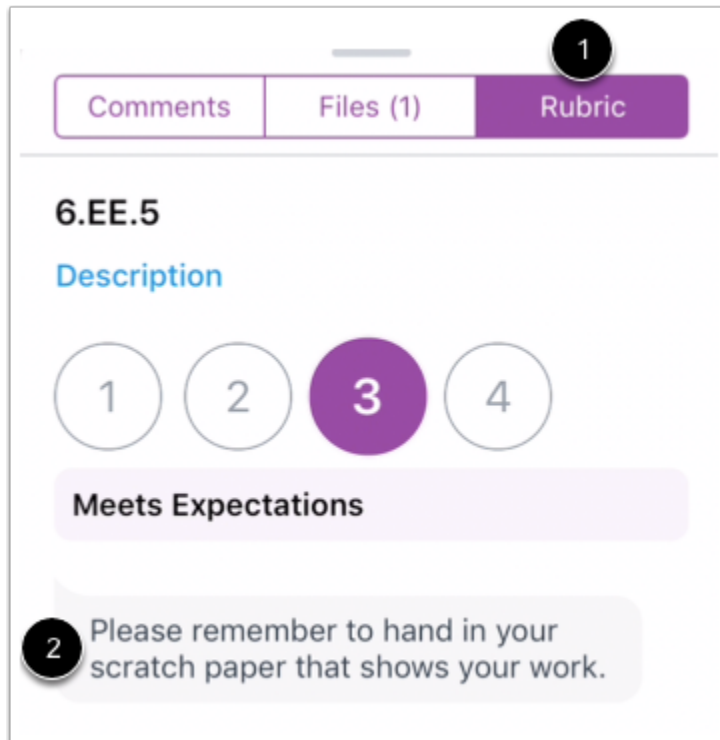 1
Comments Files (1) Rubric
6.EE.5
Description
1 2 3 4
Meets Expectations
2
Please remember to hand in your
scratch paper that shows your work.